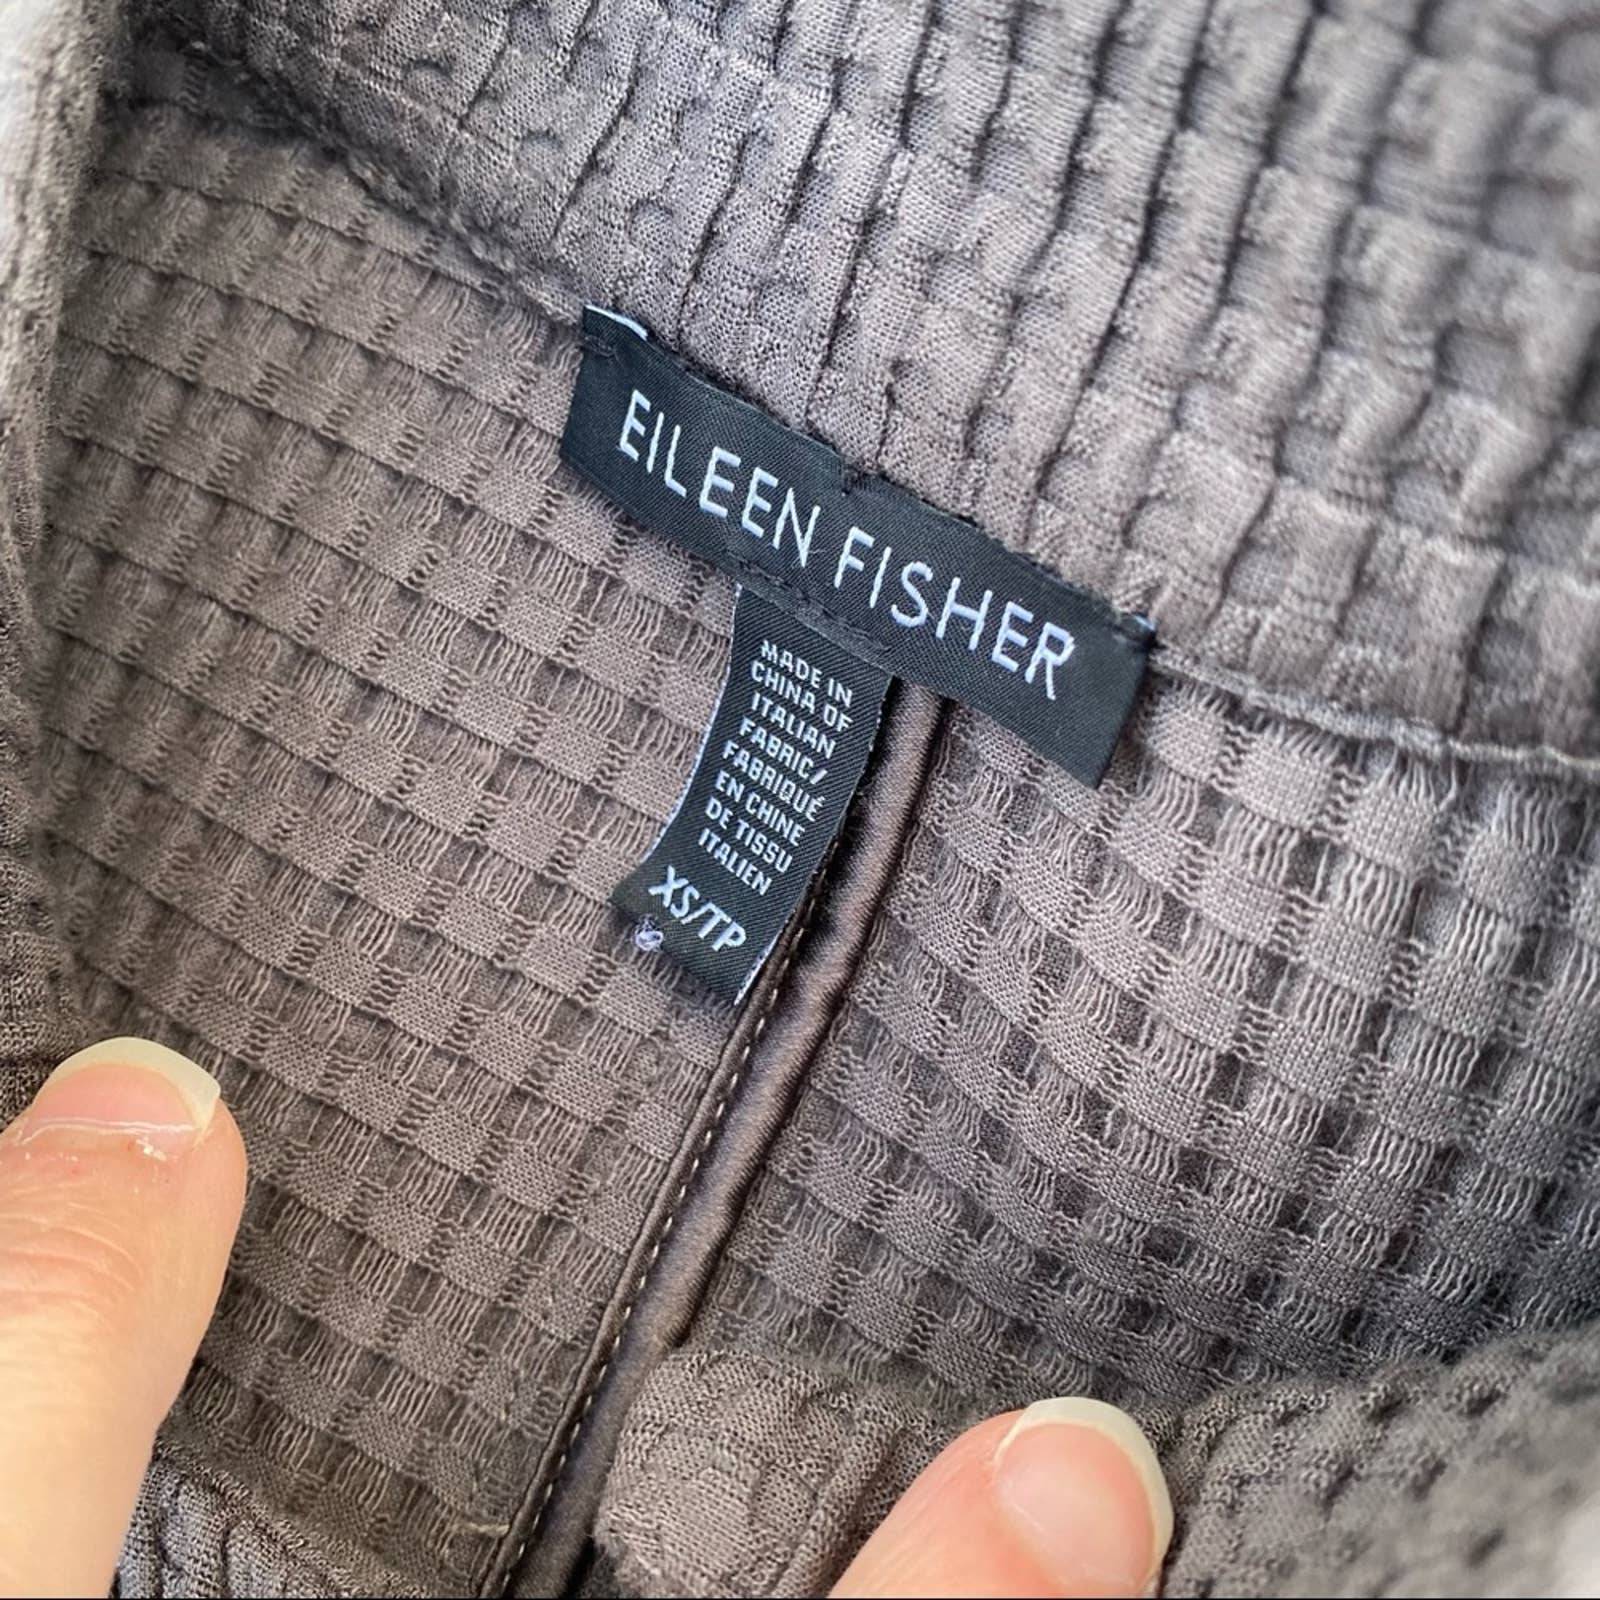 EILEEN FISHER
MADE IN
CHINA OF
ITALIAN
FABRIC/
FABRIQUÉ
EN CHINE
DE TISSU
ITALIEN
XS/TP